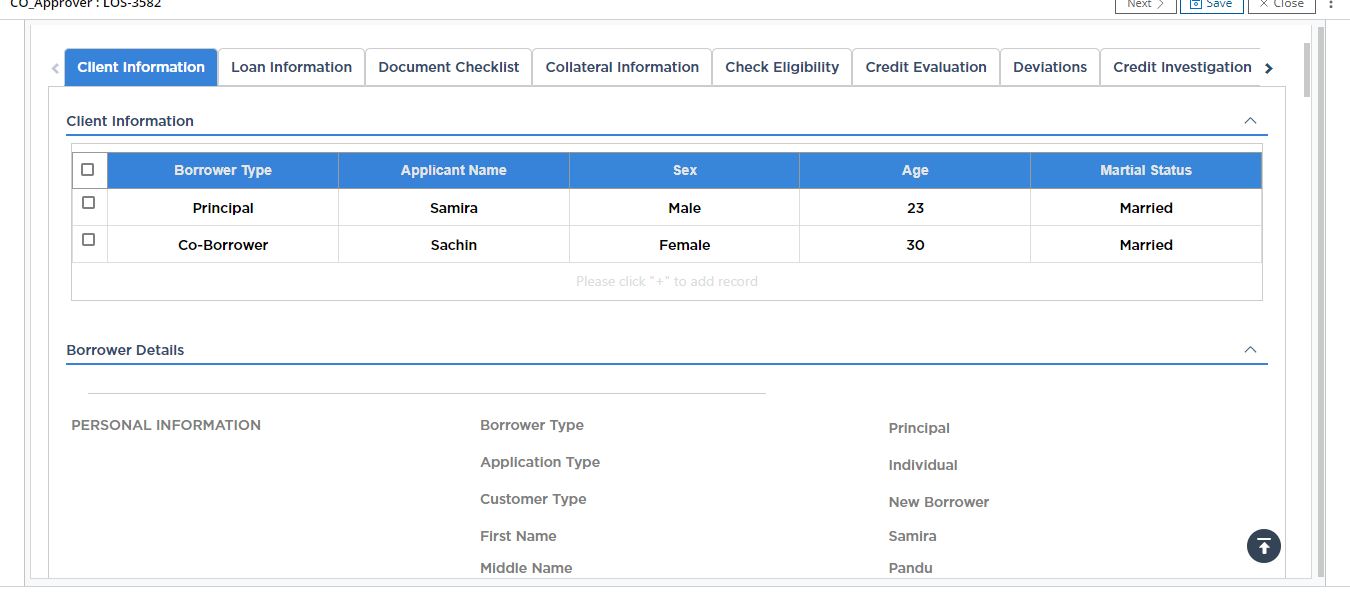 CO_Approver : LOS-3582 Next Save Close
Client Information Loan Information Document Checklist Collateral Information Check Eligibility Credit Evaluation Deviations Credit Investigation
Client Information
Borrower Type Applicant Name Sex Age Martial Status
Principal Samira Male 23 Married
Co-Borrower Sachin Female 30 Married
Please click "+" to add record
Borrower Details
PERSONAL INFORMATION Borrower Type Principal
Application Type Individual
Customer Type New Borrower
First Name Samira
Middle Name Pandu